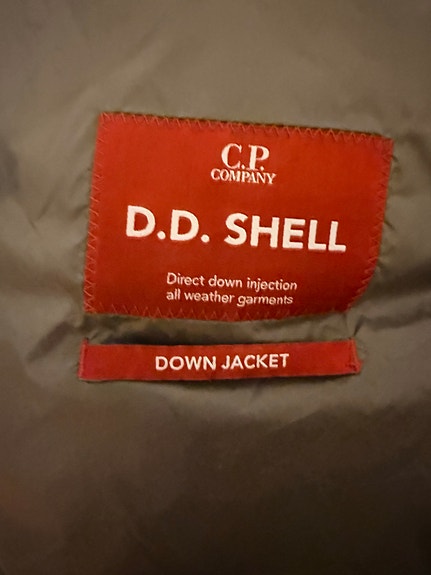 C.P.
COMPANY
D.D. SHELL
Direct down injection
all weather garments
DOWN JACKET